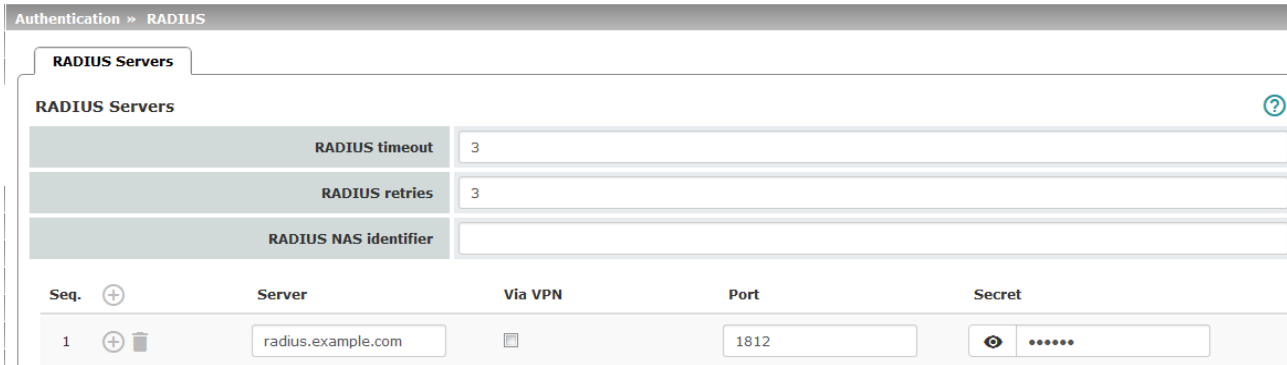 Authentication » RADIUS
RADIUS Servers
RADIUS Servers
RADIUS timeout 3
RADIUS retries 3
RADIUS NAS identifier
Seq. Server Via VPN Port Secret
1 radius.example.com 1812 ••••••